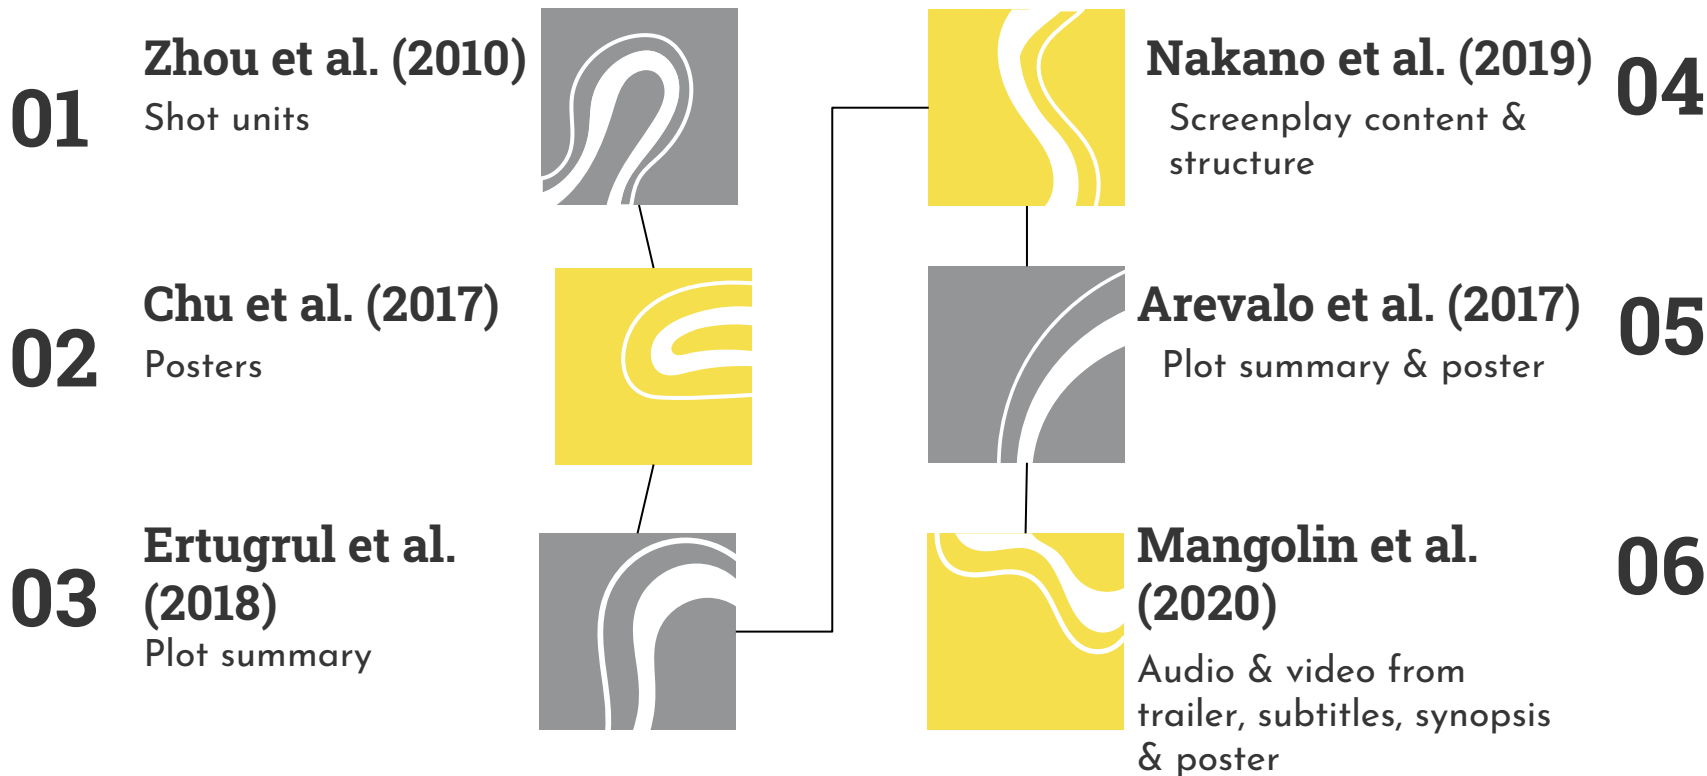 01
Zhou et al. (2010)
Shot units
02
Chu et al. (2017)
Posters
03
Ertugrul et al.
(2018)
Plot summary
04
Nakano et al. (2019)
Screenplay content &
structure
05
Arevalo et al. (2017)
Plot summary & poster
06
Mangolin et al.
(2020)
Audio & video from
trailer, subtitles, synopsis
& poster